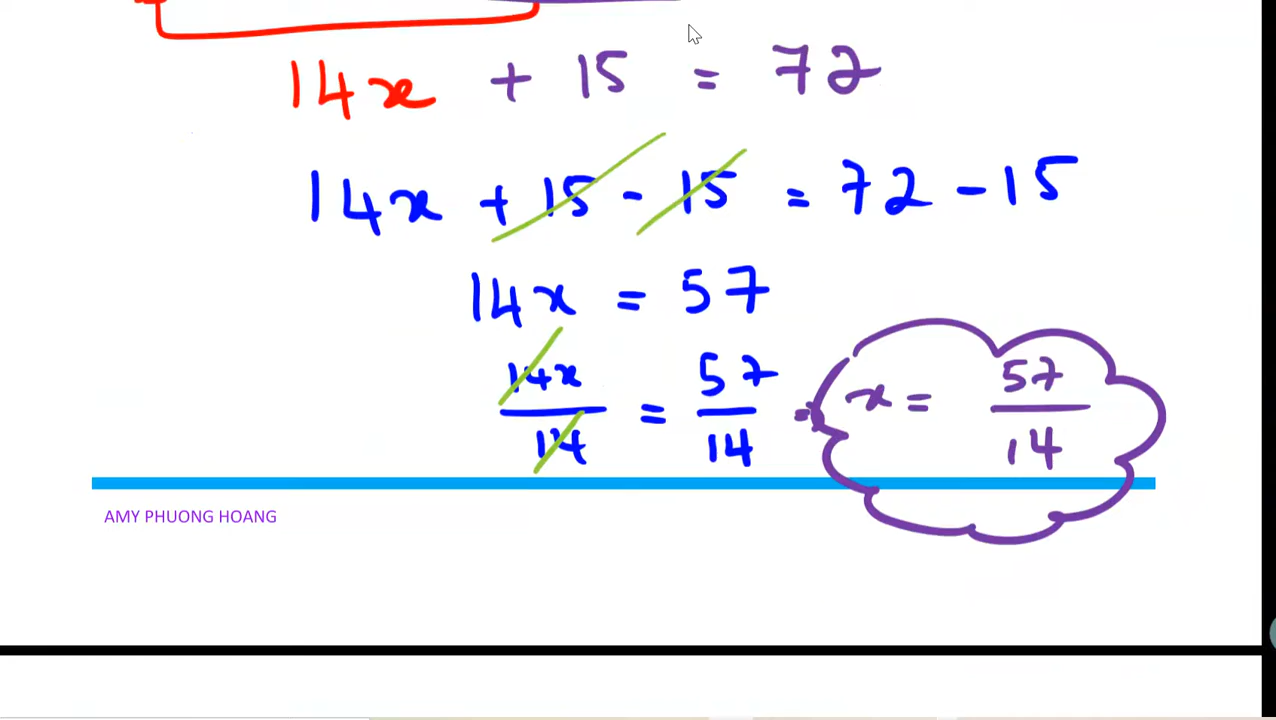 14x + 15 = 72
14x + 15 - 15 = 72 - 15
14x = 57
14x/14 = 57/14 = x = 57/14
AMY PHUONG HOANG